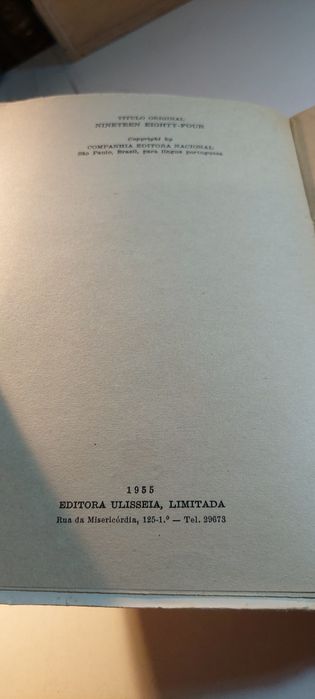 TÍTULO ORIGINAL
NINETEEN EIGHTY-FOUR
Copyright by
COMPANHIA EDITORA NACIONAL
São Paulo, Brasil, para língua portuguesa
1955
EDITORA ULISSEIA, LIMITADA
Rua da Misericórdia, 125-1.º — Tel. 29673